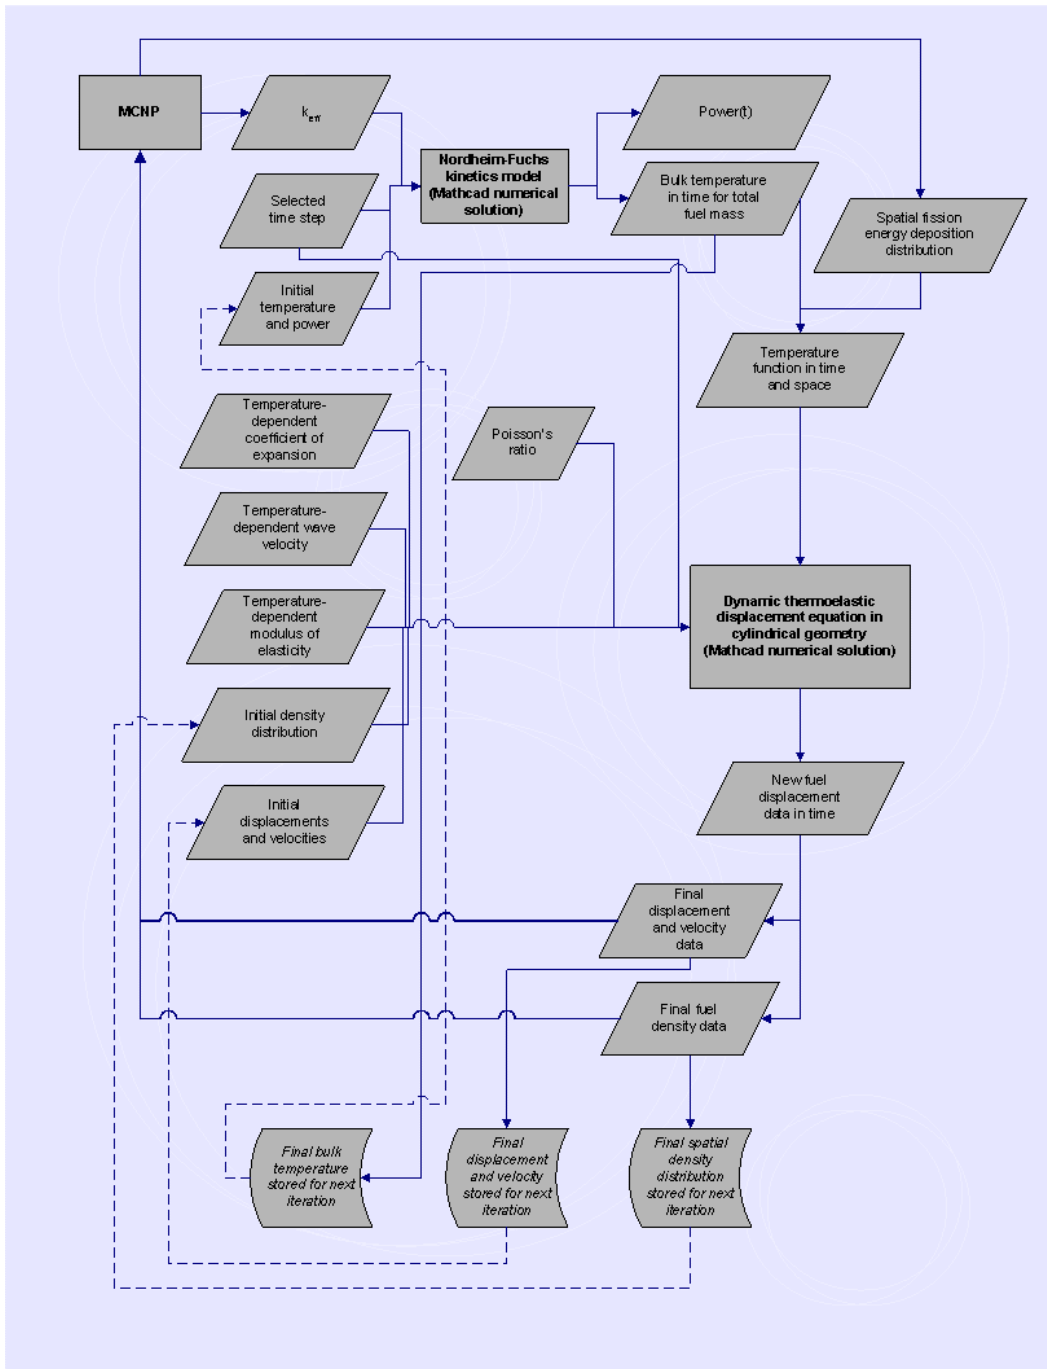 MCNP
keff
Power(t)
Nordheim-Fuchs
kinetics model
(Mathcad numerical
solution)
Selected
time step
Bulk temperature
in time for total
fuel mass
Spatial fission
energy deposition
distribution
Initial
temperature
and power
Temperature
function in time
and space
Temperature-
dependent
coefficient of
expansion
Poisson's
ratio
Temperature-
dependent wave
velocity
Temperature-
dependent
modulus of
elasticity
Dynamic thermoelastic
displacement equation in
cylindrical geometry
(Mathcad numerical solution)
Initial density
distribution
New fuel
displacement
data in time
Initial
displacements
and velocities
Final
displacement
and velocity
data
Final fuel
density data
Final bulk
temperature
stored for next
iteration
Final
displacement
and velocity
stored for next
iteration
Final spatial
density
distribution
stored for next
iteration